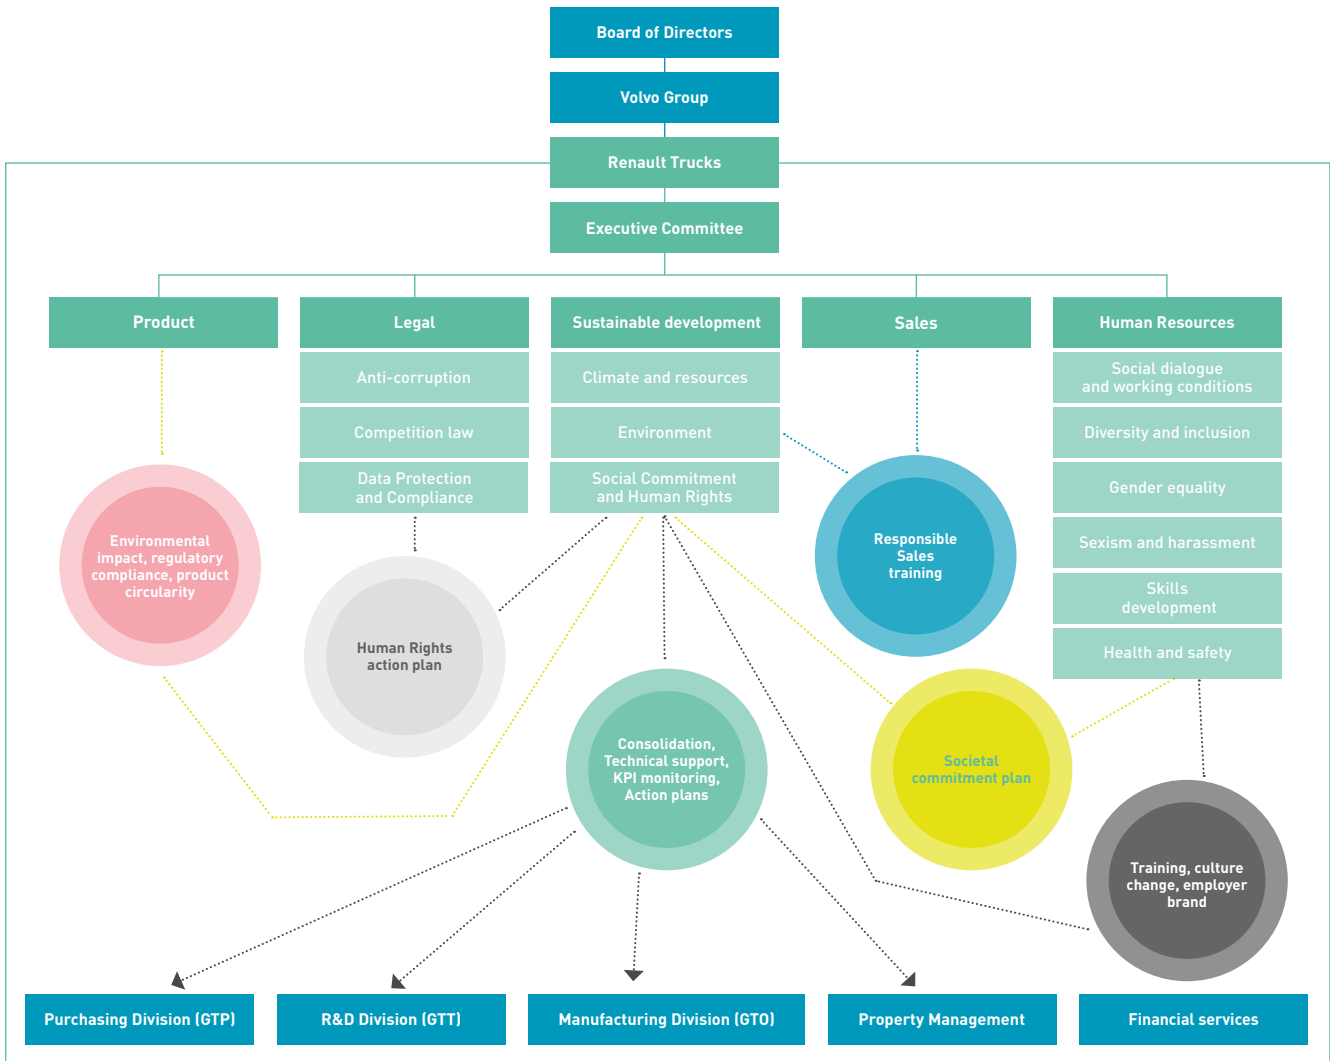 Board of Directors
Volvo Group
Renault Trucks
Executive Committee
Product
Legal
Sustainable development
Sales
Human Resources
Anti-corruption
Competition law
Data Protection
and Compliance
Climate and resources
Environment
Social Commitment
and Human Rights
Social dialogue
and working conditions
Diversity and inclusion
Gender equality
Sexism and harassment
Skills
development
Health and safety
Environmental
impact, regulatory
compliance, product
circularity
Human Rights
action plan
Responsible
Sales
training
Consolidation,
Technical support,
KPI monitoring,
Action plans
Societal
commitment plan
Training, culture
change, employer
brand
Purchasing Division (GTP)
R&D Division (GTT)
Manufacturing Division (GTO)
Property Management
Financial services